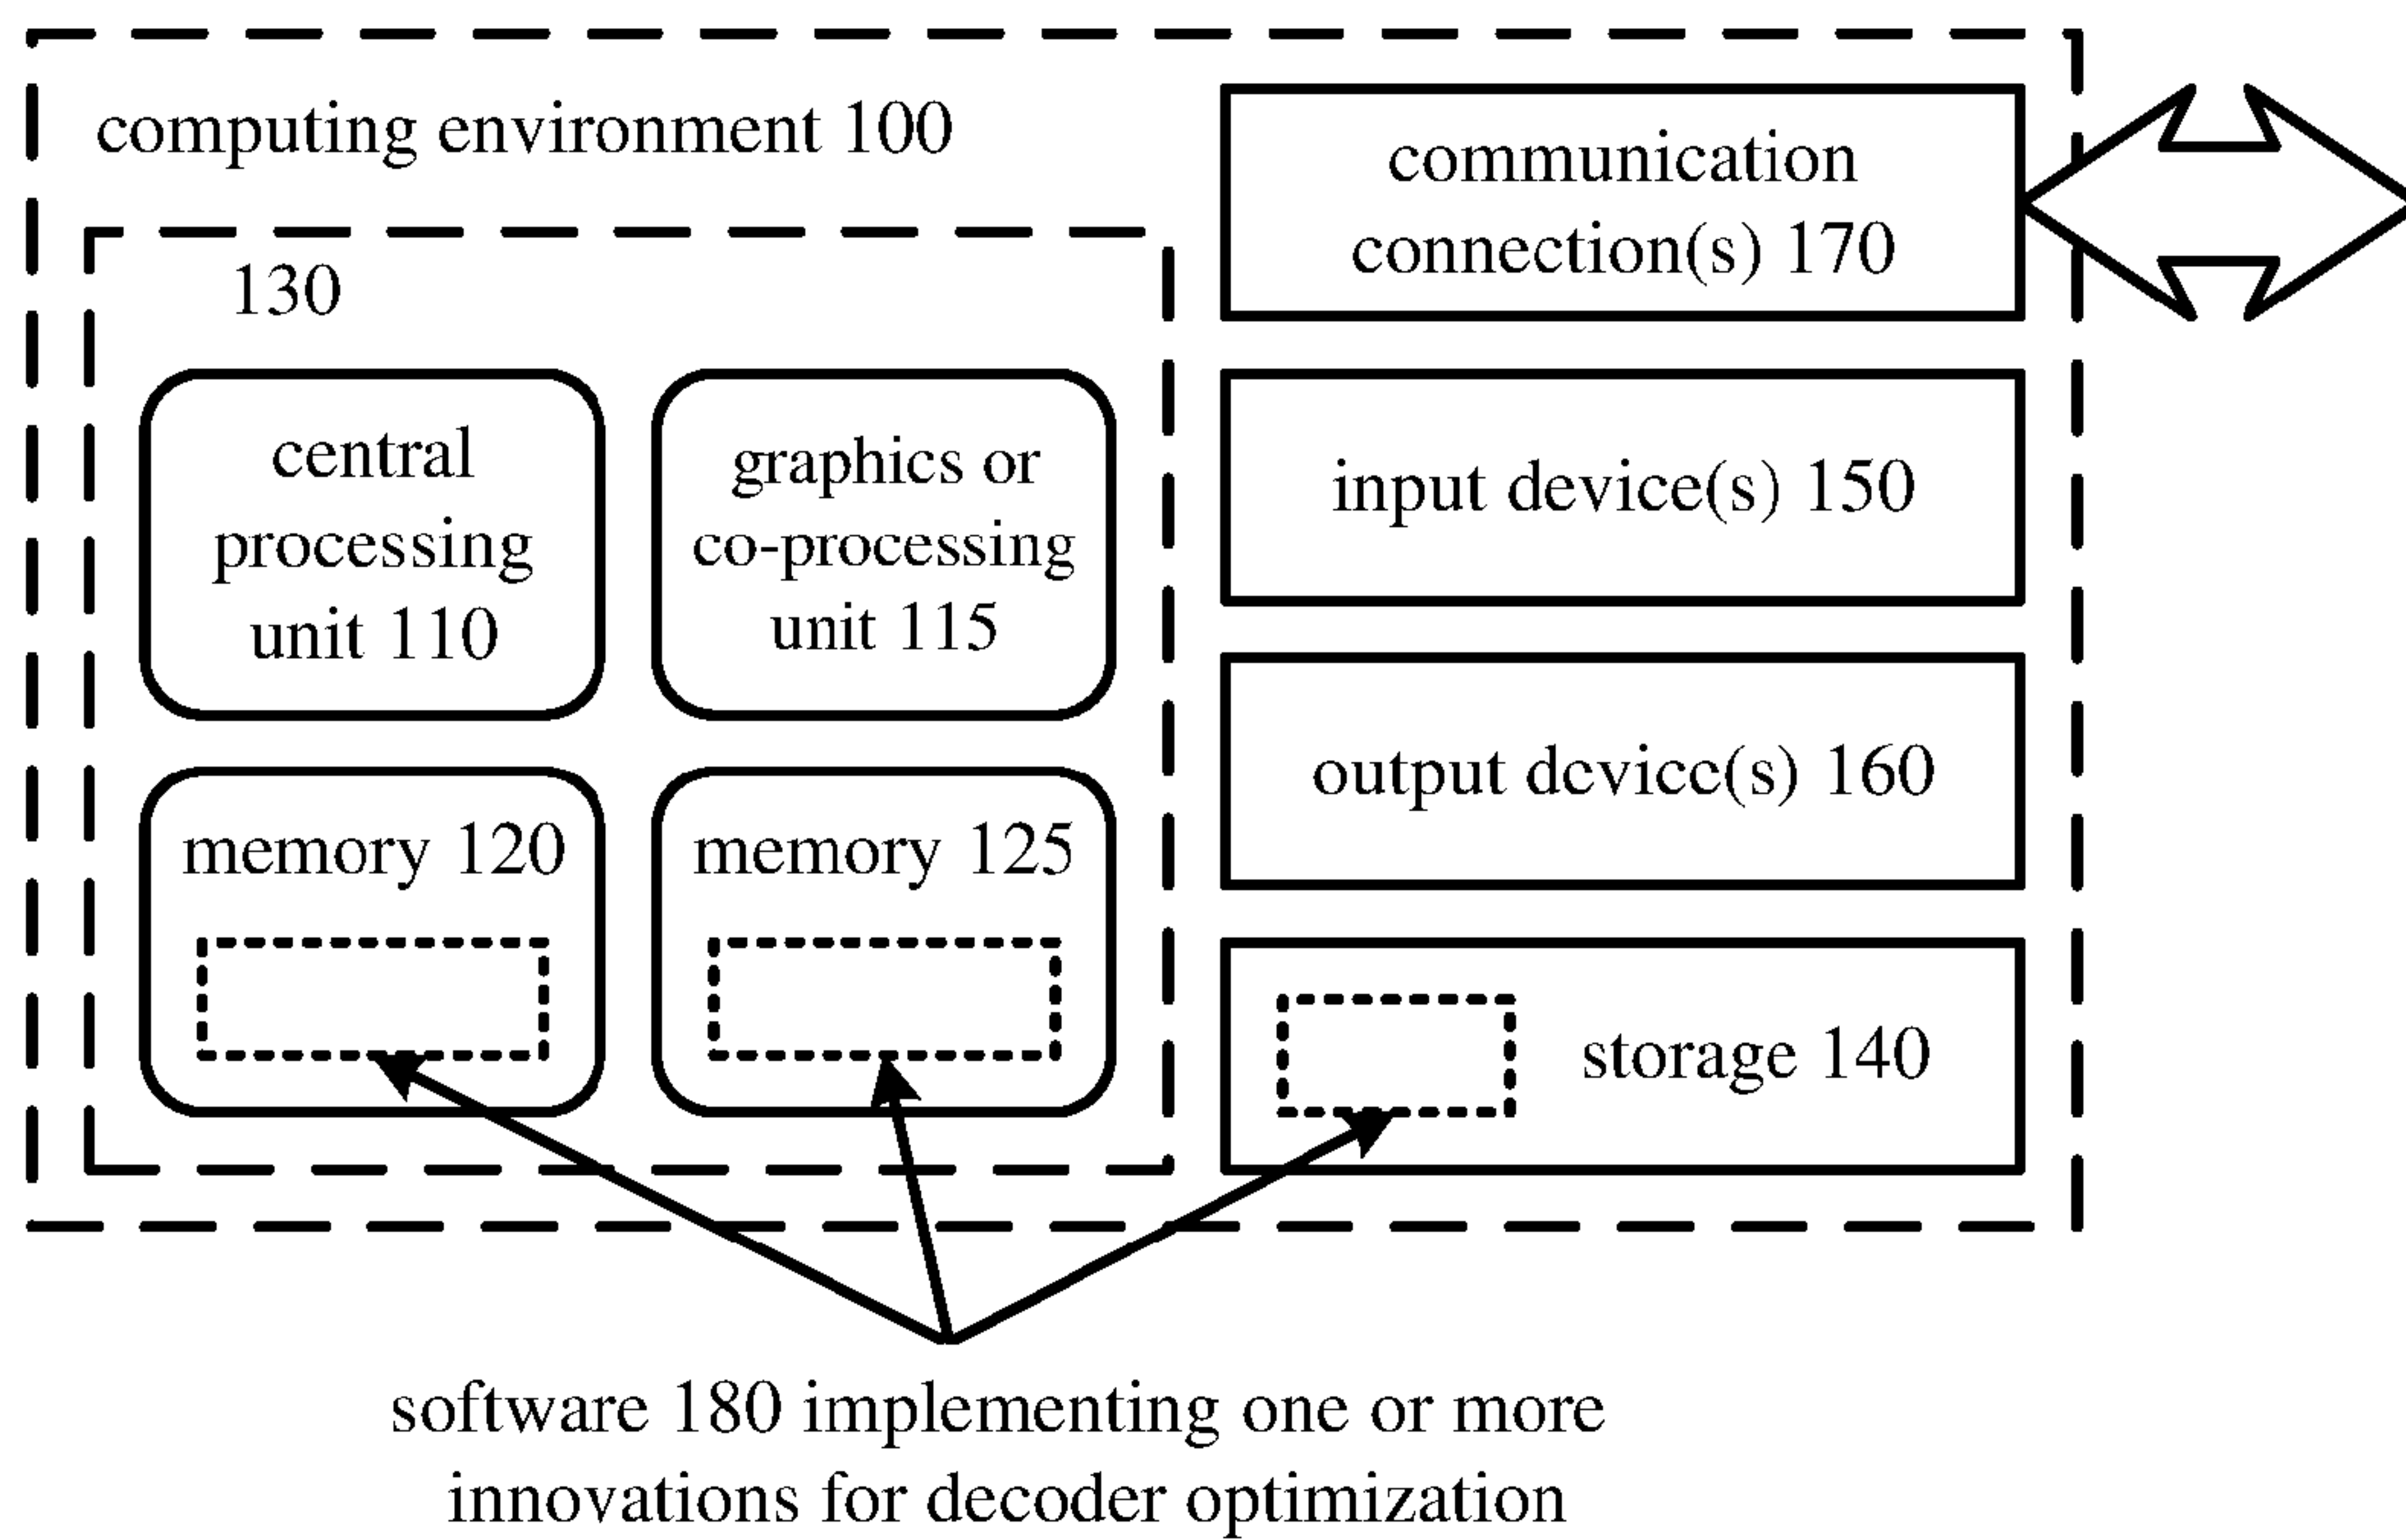 computing environment 100
130
central
processing
unit 110
graphics or
co-processing
unit 115
memory 120
memory 125
communication
connection(s) 170
input device(s) 150
output device(s) 160
storage 140
software 180 implementing one or more
innovations for decoder optimization